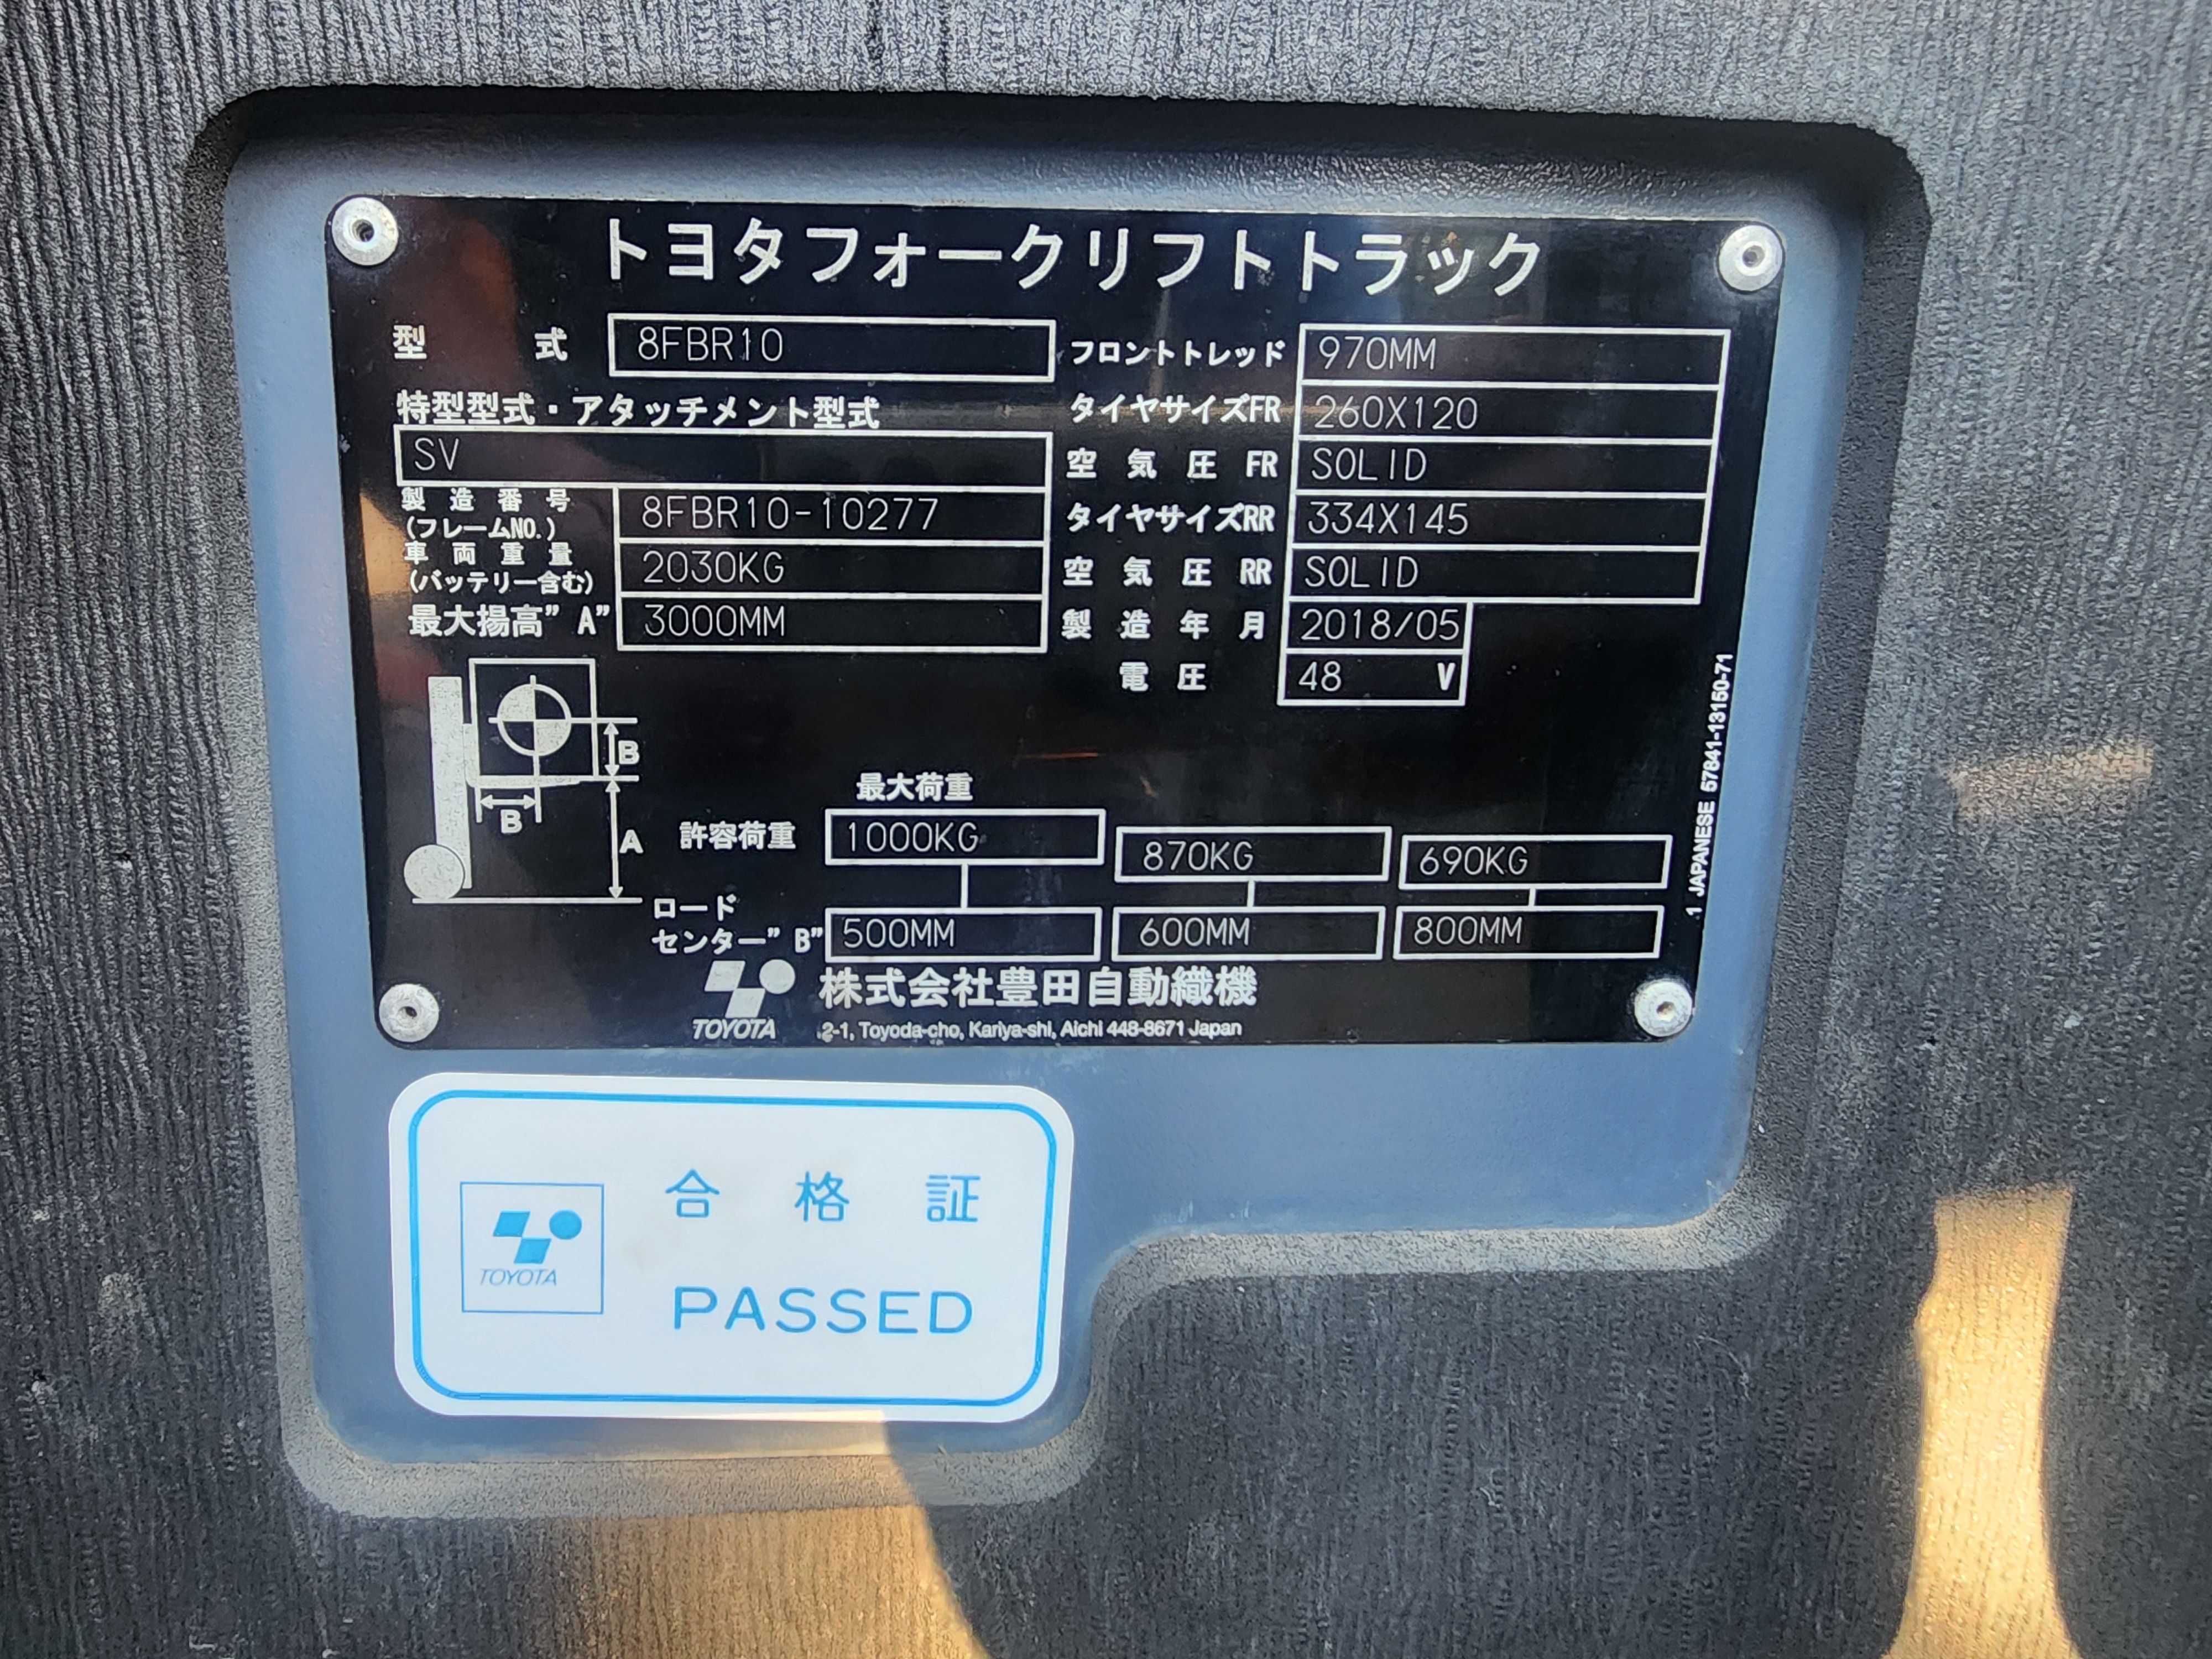 トヨタフォークリフトトラック
型 式 8FBR10
特型型式・アタッチメント型式
SV
製造番号 8FBR10-10277
(フレームNO.)
車両重量 2030KG
(バッテリー含む)
最大揚高"A" 3000MM
フロントトレッド 970MM
タイヤサイズFR 260X120
空気圧 FR SOLID
タイヤサイズRR 334X145
空気圧 RR SOLID
製造年月 2018/05
電圧 48 V
B
B
A
最大荷重
許容荷重 1000KG 870KG 690KG
ロード
センター"B" 500MM 600MM 800MM
TOYOTA 株式会社豊田自動織機
2-1, Toyoda-cho, Kariya-shi, Aichi 448-8671 Japan
1 JAPANESE 57841-13150-71
合格証
TOYOTA
PASSED